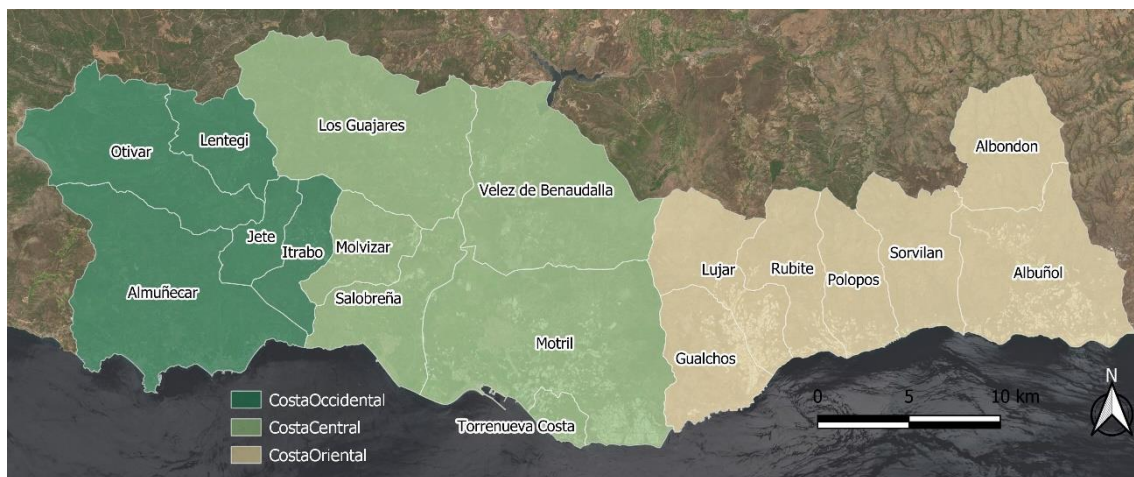 Los Guajares
Lentegi
Otivar
Albondon
Velez de Benaudalla
Jete
Itrabo
Molvizar
Lujar
Rubite
Sorvilan
Polopos
Albuñol
Almuñecar
Salobreña
Motril
Gualchos
Torrenueva Costa
CostaOccidental
CostaCentral
CostaOriental
0 5 10 km
N